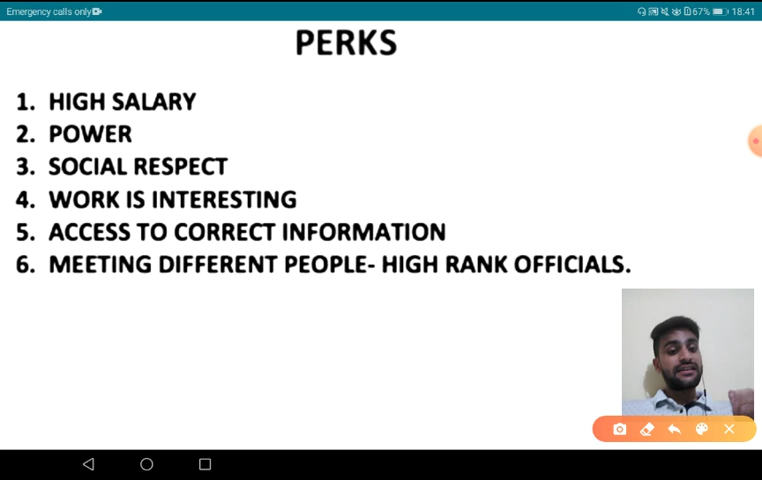 Emergency calls only
67% 18:41
PERKS
1. HIGH SALARY
2. POWER
3. SOCIAL RESPECT
4. WORK IS INTERESTING
5. ACCESS TO CORRECT INFORMATION
6. MEETING DIFFERENT PEOPLE- HIGH RANK OFFICIALS.